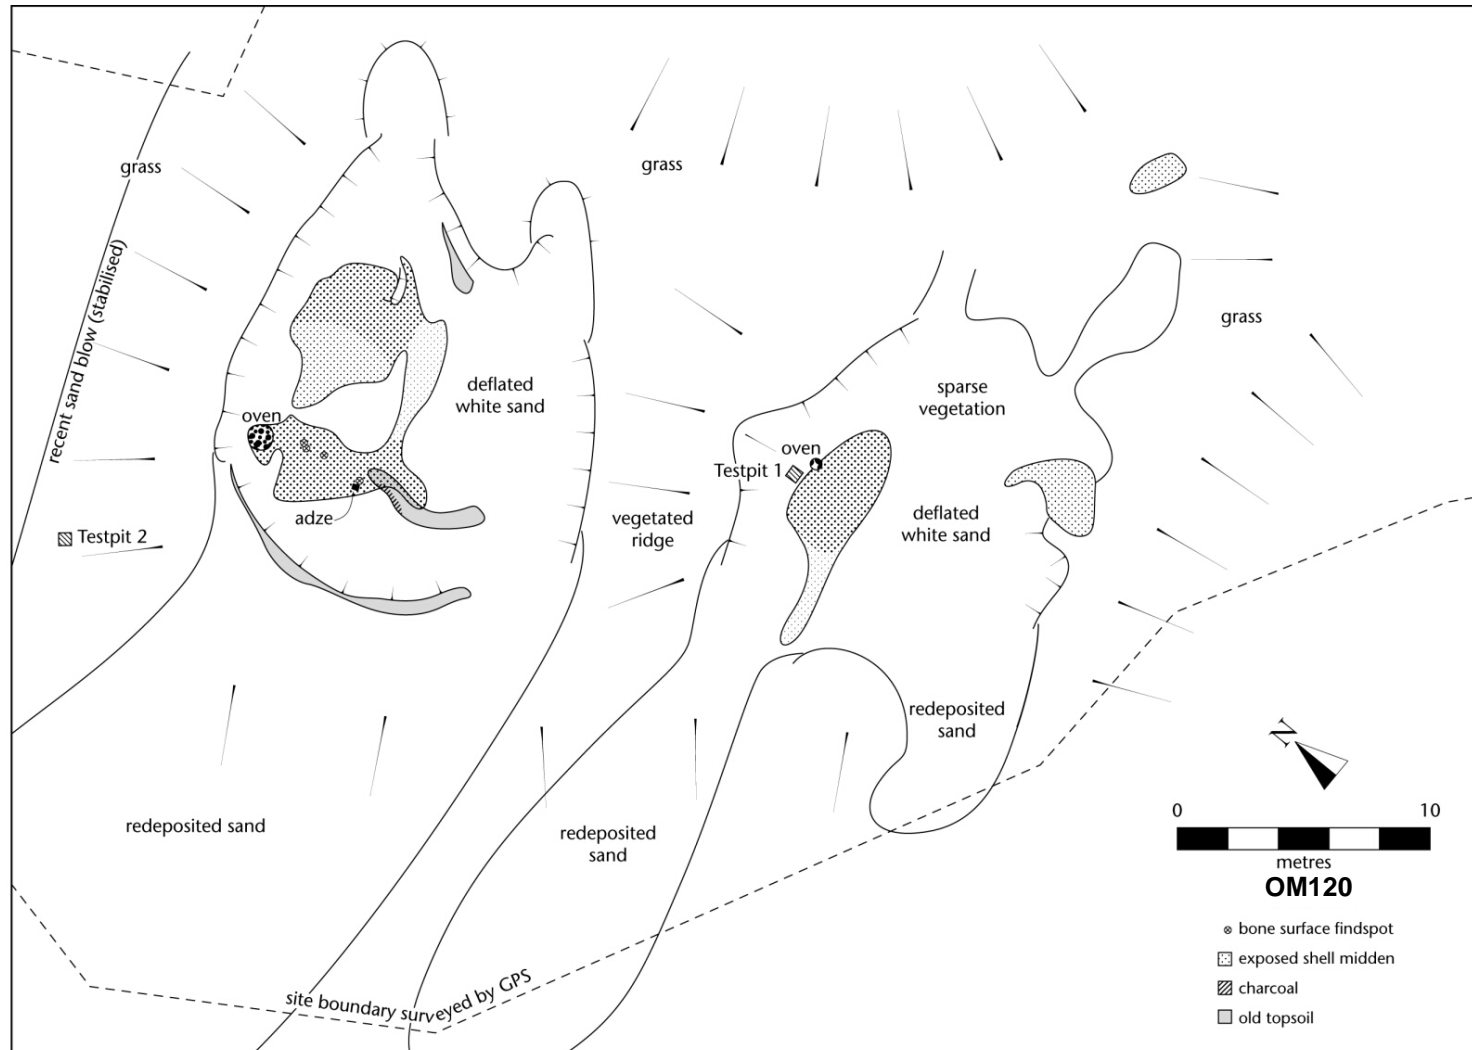 grass
grass
recent sand blow (stabilised)
grass
deflated
white sand
sparse
vegetation
oven
oven
Testpit 1
adze
vegetated
ridge
deflated
white sand
Testpit 2
redeposited
sand
N
redeposited sand
redeposited
sand
0
10
metres
OM120
bone surface findspot
exposed shell midden
charcoal
old topsoil
site boundary surveyed by GPS